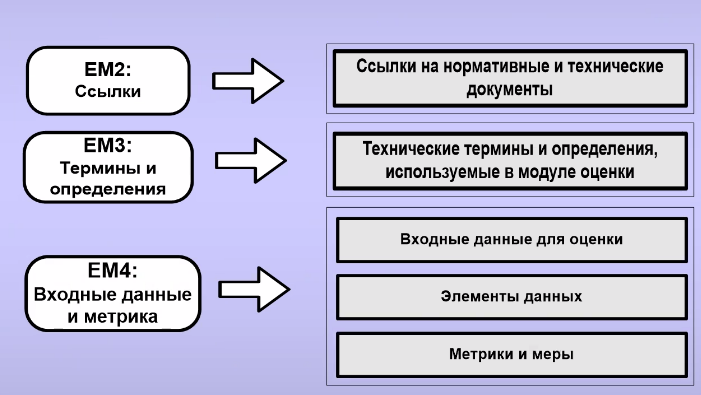 EM2:
Ссылки
Ссылки на нормативные и технические
документы
EM3:
Термины и
определения
Технические термины и определения,
используемые в модуле оценки
EM4:
Входные данные
и метрика
Входные данные для оценки
Элементы данных
Метрики и меры